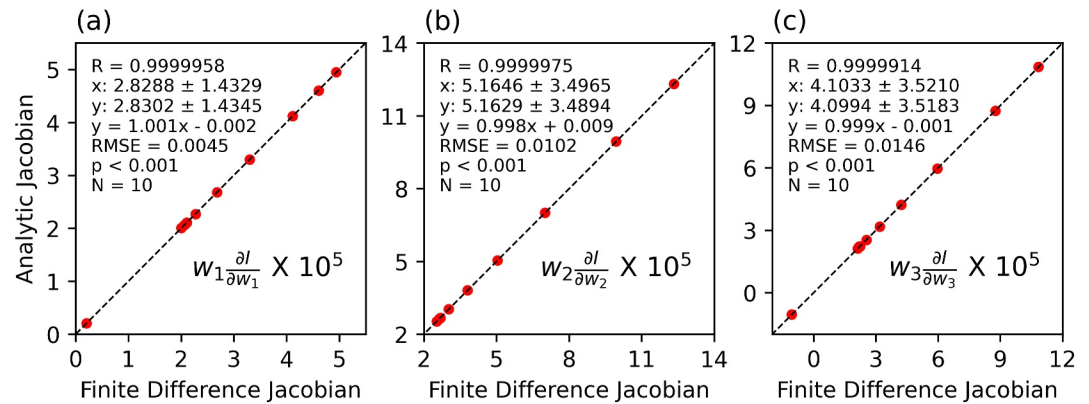 (a)
(b)
(c)
R = 0.9999958
x: 2.8288 ± 1.4329
y: 2.8302 ± 1.4345
y = 1.001x - 0.002
RMSE = 0.0045
p < 0.001
N = 10
w₁ ∂I/∂w₁ X 10⁵
5
4
3
2
1
0
0 1 2 3 4 5
Analytic Jacobian
Finite Difference Jacobian
R = 0.9999975
x: 5.1646 ± 3.4965
y: 5.1629 ± 3.4894
y = 0.998x + 0.009
RMSE = 0.0102
p < 0.001
N = 10
w₂ ∂I/∂w₂ X 10⁵
14
11
8
5
2
2 5 8 11 14
Finite Difference Jacobian
R = 0.9999914
x: 4.1033 ± 3.5210
y: 4.0994 ± 3.5183
y = 0.999x - 0.001
RMSE = 0.0146
p < 0.001
N = 10
w₃ ∂I/∂w₃ X 10⁵
12
9
6
3
0
0 3 6 9 12
Finite Difference Jacobian